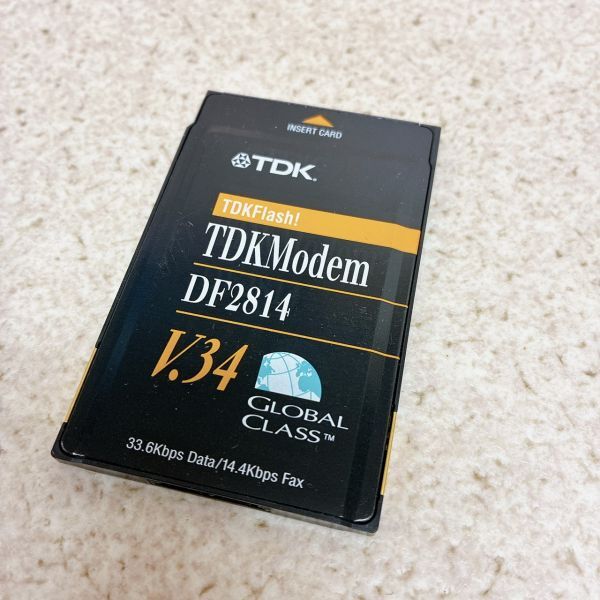 INSERT CARD
TDK.
TDKFlash!
TDKModem
DF2814
V.34
GLOBAL
CLASS™
33.6Kbps Data/14.4Kbps Fax